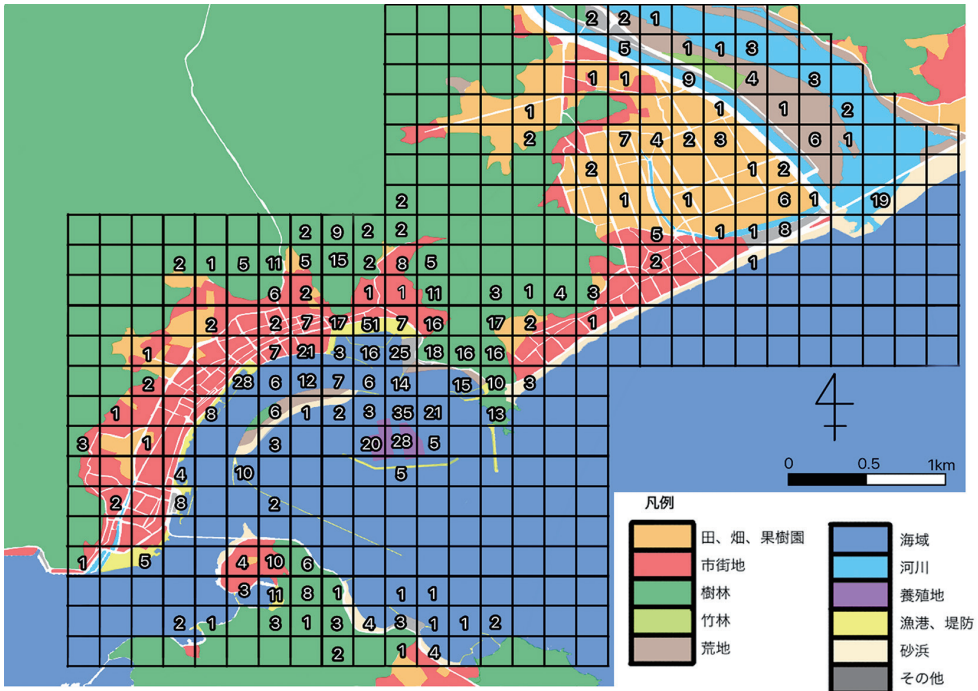 2 2 1
5 1 1 3
1 1 9 4 3
1 1 1 2
2 7 4 2 3 6 1
2 1 2
2 1 1 6 1 19
2 9 2 2 5 1 1 8
2 1 5 11 5 15 2 8 5 2 1
6 2 1 1 11 3 1 4 3
2 2 7 17 51 7 16 17 2 1
1 7 21 3 16 25 18 16 16
2 28 6 12 7 6 14 15 10 3
1 8 6 1 2 3 35 21 13
3 1 3 20 23 5
4 10 5
2 8 2
1 5 4 10 6
3 11 8 1 1 1
2 1 3 1 3 4 3 1 1 2
2 1 4
4
0 0.5 1km
凡例
田、畑、果樹園
市街地
樹林
竹林
荒地
海域
河川
養殖地
漁港、堤防
砂浜
その他